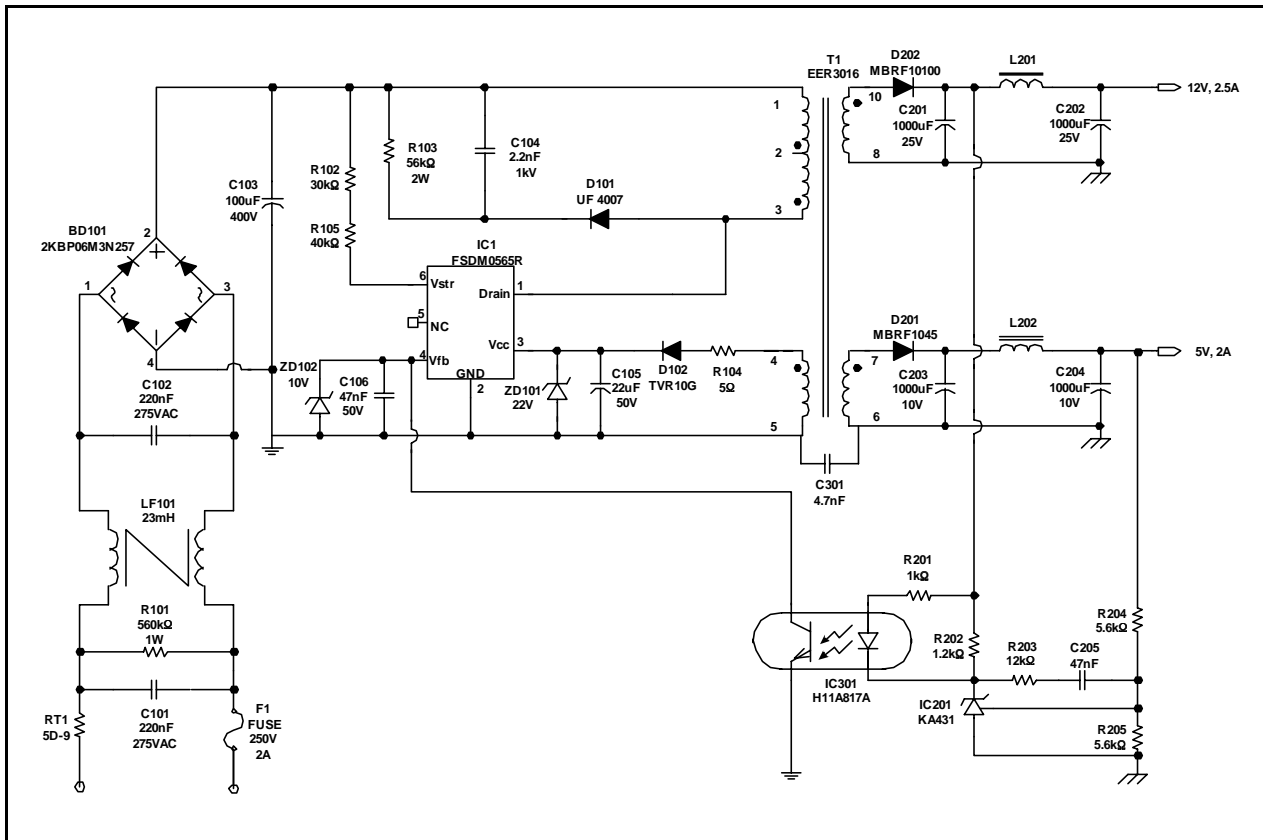 T1
EER3016
D202
MBRF10100
L201
1
10
12V, 2.5A
C201
1000uF
25V
C202
1000uF
25V
R103
56kΩ
2W
C104
2.2nF
1kV
2
8
R102
30kΩ
C103
100uF
400V
D101
UF 4007
3
R105
40kΩ
BD101
2KBP06M3N257
2
1
3
4
IC1
FSDM0565R
6
Vstr
Drain
1
5
NC
Vcc
3
4
Vfb
GND
2
D201
MBRF1045
L202
4
7
5V, 2A
ZD102
10V
C106
47nF
50V
ZD101
22V
C105
22uF
50V
D102
TVR10G
R104
5Ω
C203
1000uF
10V
C204
1000uF
10V
5
6
C102
220nF
275VAC
C301
4.7nF
LF101
23mH
R101
560kΩ
1W
R201
1kΩ
R204
5.6kΩ
R202
1.2kΩ
R203
12kΩ
C205
47nF
IC301
H11A817A
IC201
KA431
R205
5.6kΩ
RT1
5D-9
C101
220nF
275VAC
F1
FUSE
250V
2A